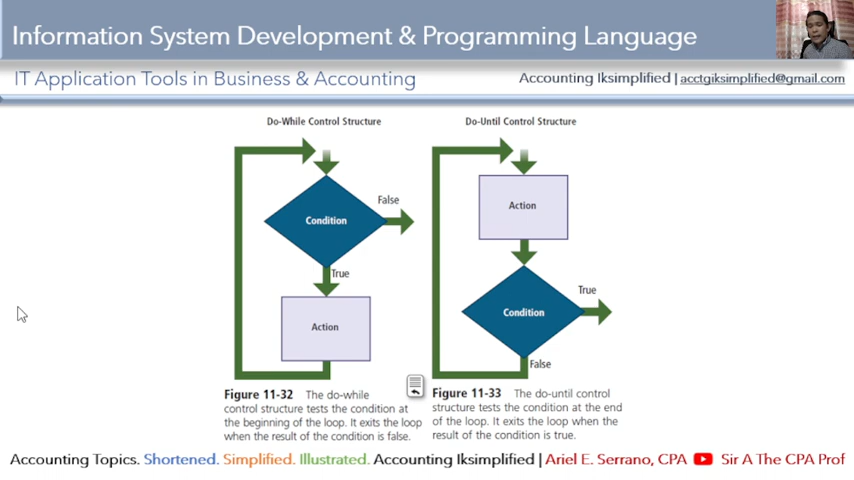 Information System Development & Programming Language
IT Application Tools in Business & Accounting
Accounting Iksimplified | acctgiksimplified@gmail.com
Do-While Control Structure
Condition
False
True
Action
Figure 11-32 The do-while
control structure tests the condition at
the beginning of the loop. It exits the loop
when the result of the condition is false.
Do-Until Control Structure
Action
Condition
True
False
Figure 11-33 The do-until control
structure tests the condition at the end
of the loop. It exits the loop when the
result of the condition is true.
Accounting Topics. Shortened. Simplified. Illustrated. Accounting Iksimplified | Ariel E. Serrano, CPA Sir A The CPA Prof